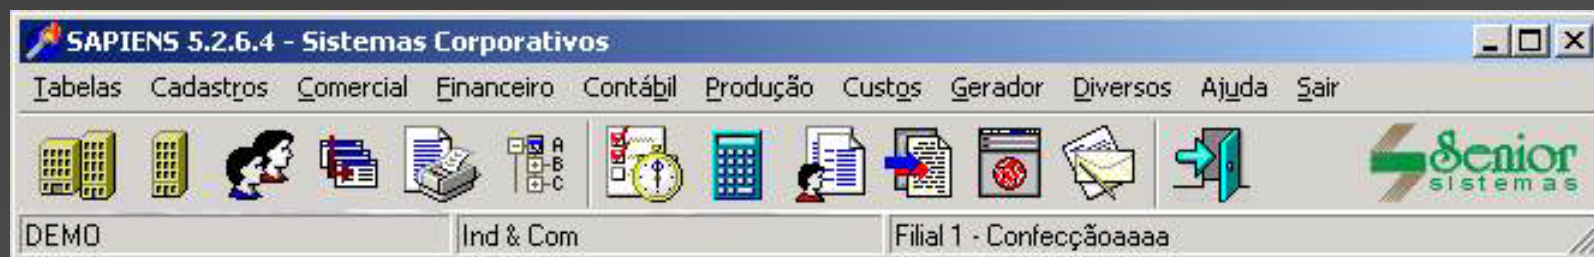 SAPIENS 5.2.6.4 - Sistemas Corporativos
Tabelas Cadastros Comercial Financeiro Contábil Produção Custos Gerador Diversos Ajuda Sair
A
B
C
Senior
sistemas
DEMO Ind & Com Filial 1 - Confecçãoaaaa